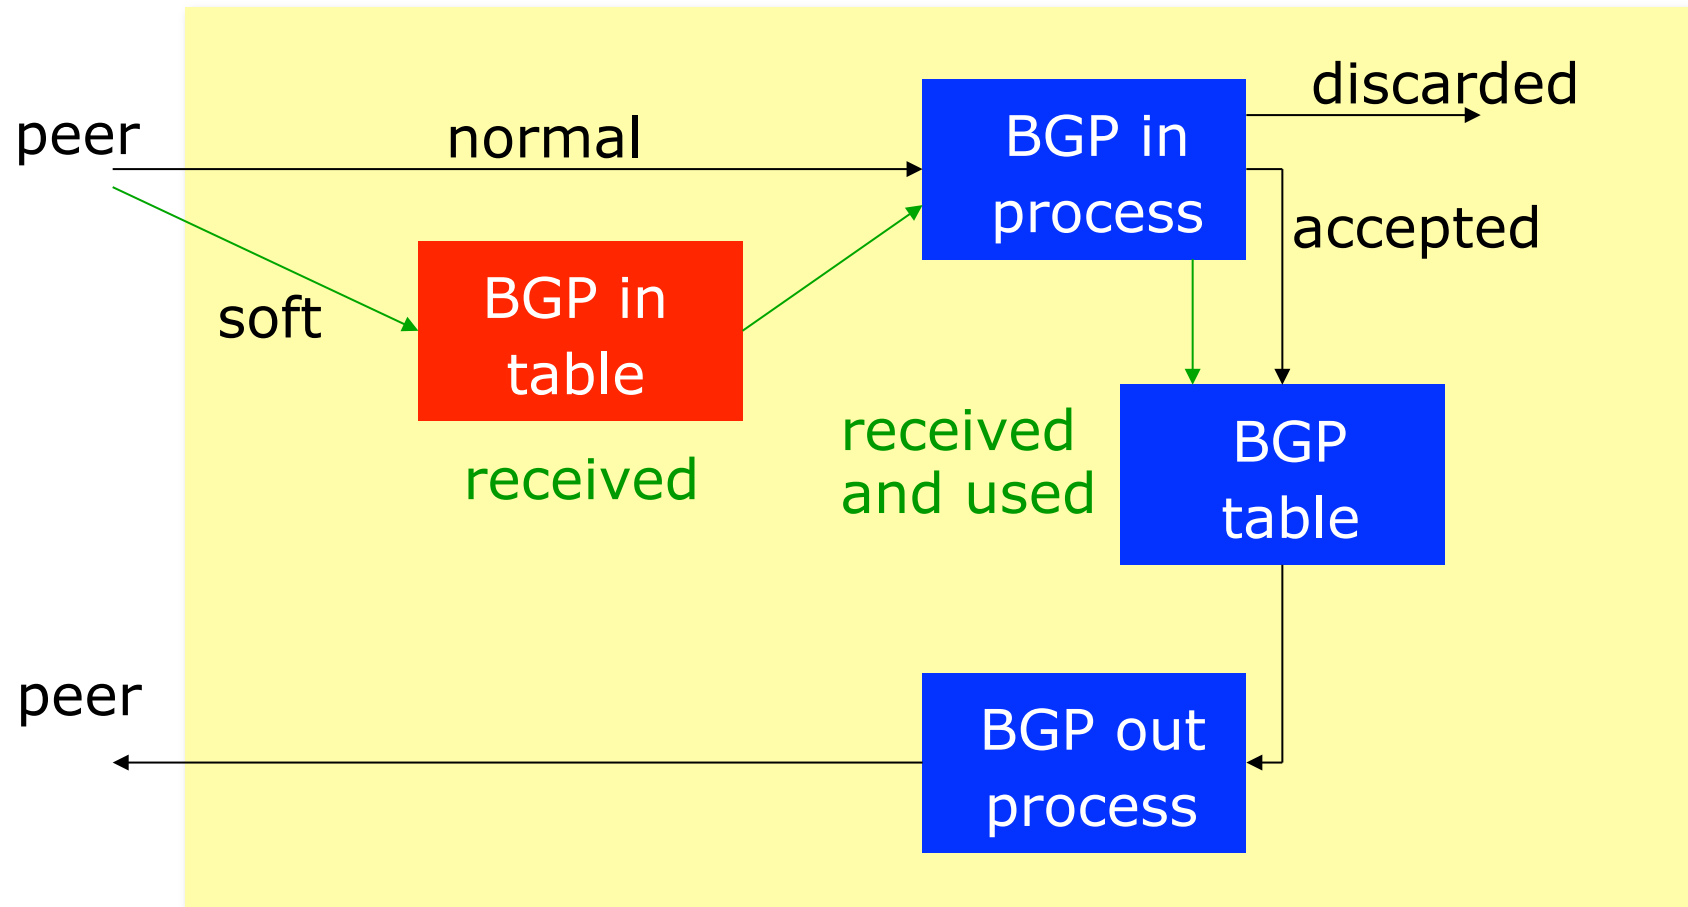 discarded
peer
normal
BGP in
process
accepted
soft
BGP in
table
received
received
and used
BGP
table
peer
BGP out
process